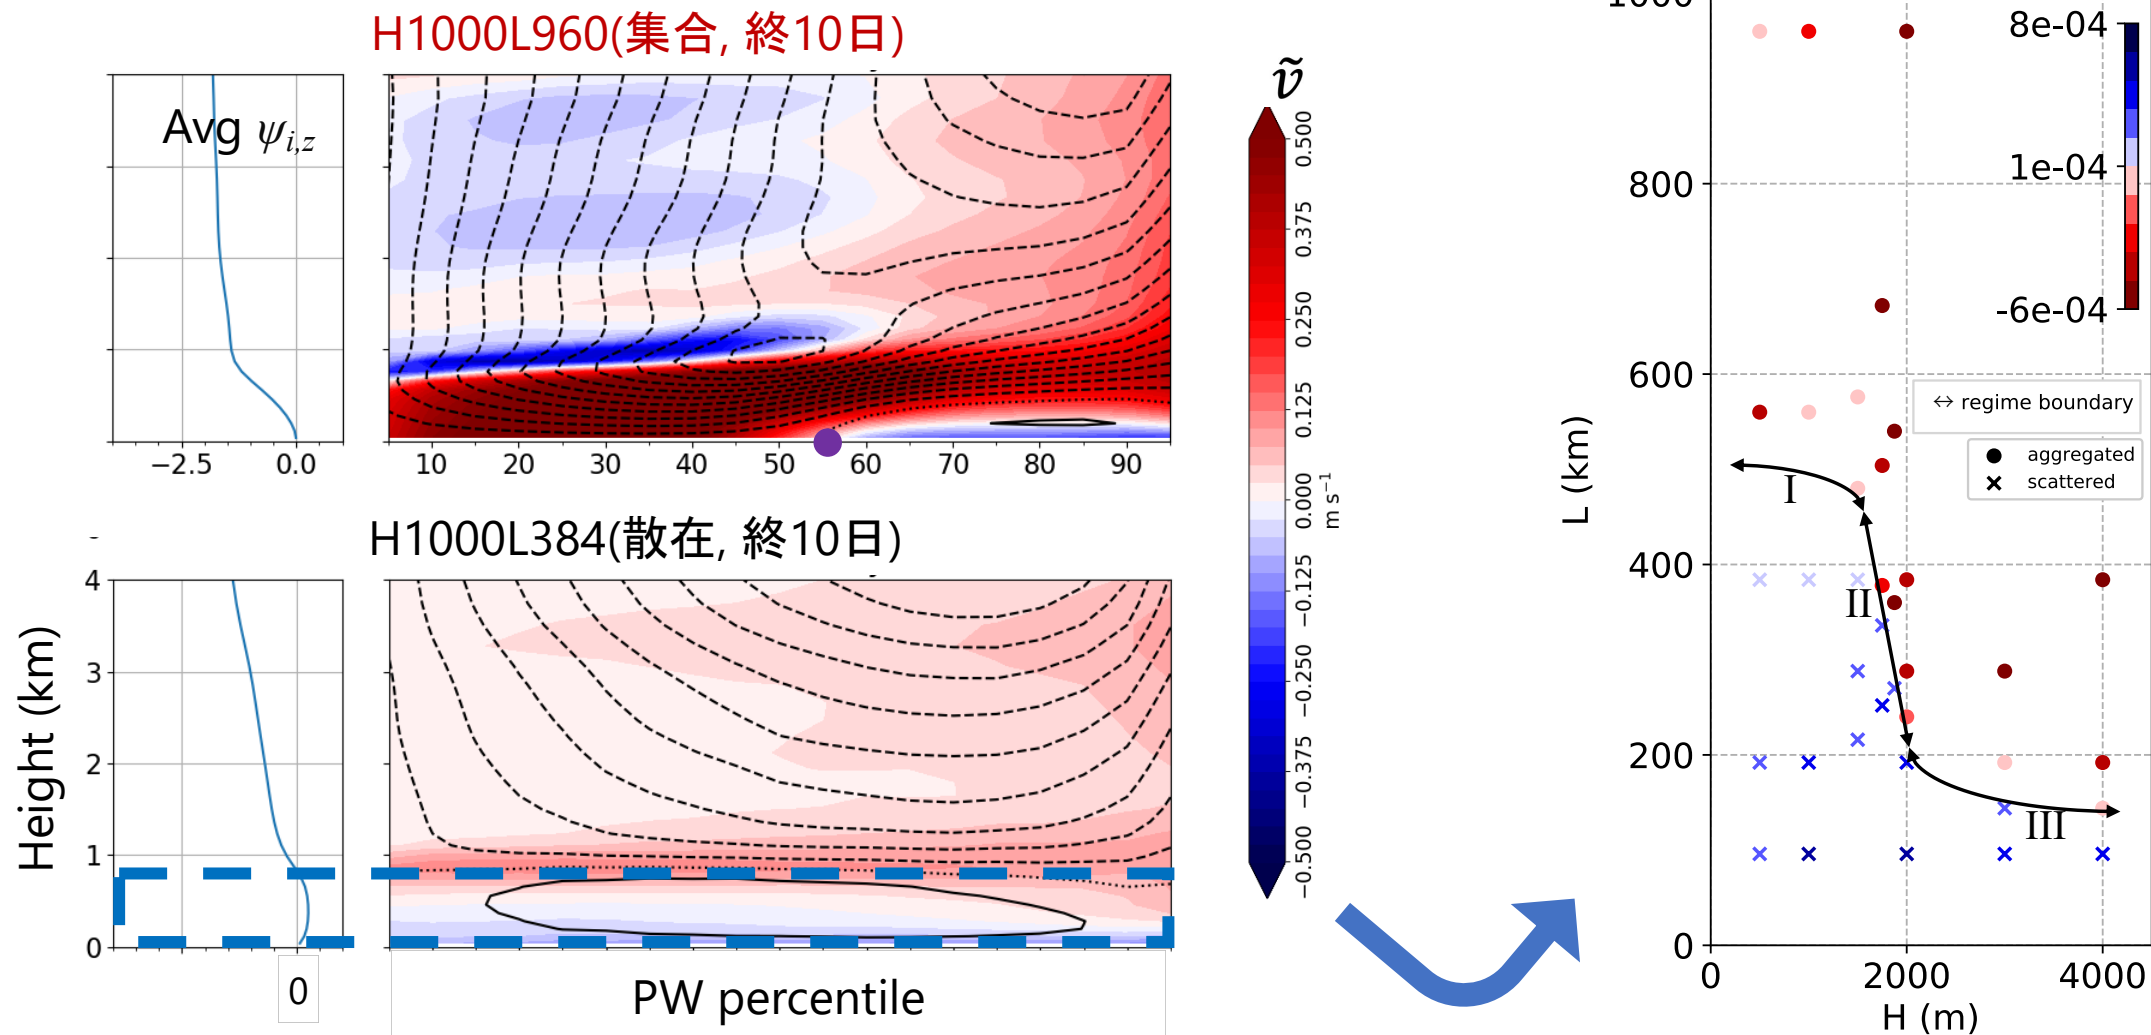 H1000L960(集合, 終10日)
Avg ψi,z
−2.5 0.0
10 20 30 40 50 60 70 80 90
H1000L384(散在, 終10日)
Height (km)
4
3
2
1
0
0
PW percentile
ṽ
0.500
0.375
0.250
0.125
0.000
−0.125
−0.250
−0.375
−0.500
m s−1
1000
800
600
400
200
0
L (km)
0 2000 4000
H (m)
8e-04
1e-04
-6e-04
↔ regime boundary
aggregated
scattered
I
II
III